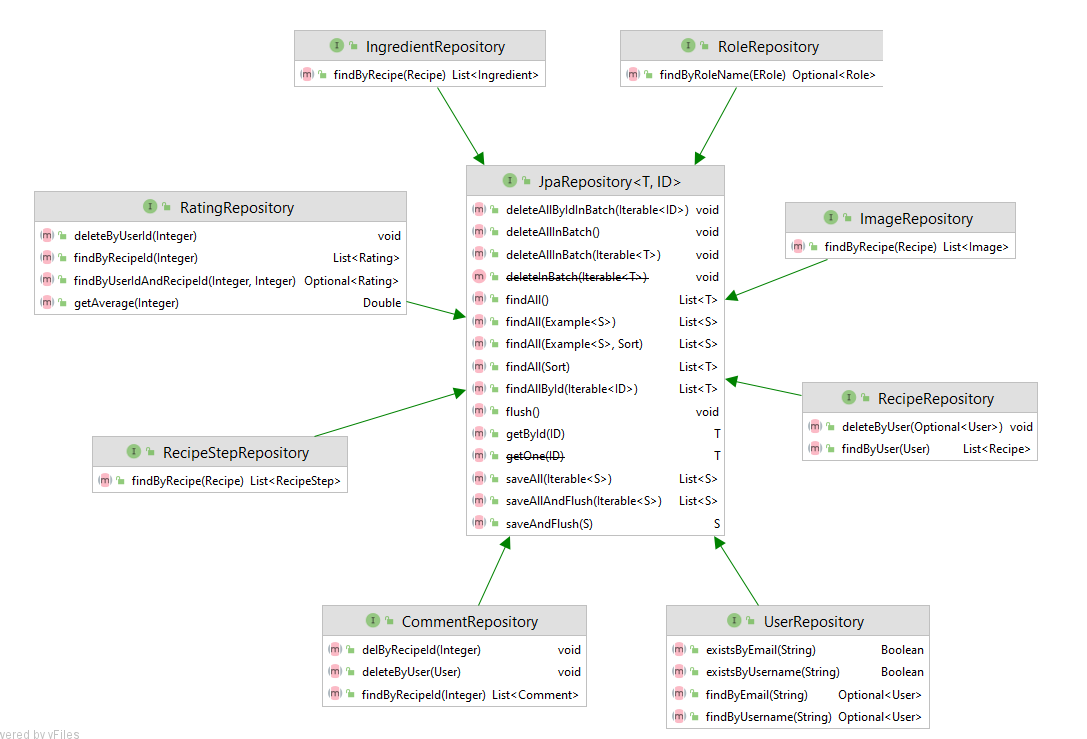 IngredientRepository
findByRecipe(Recipe) List<Ingredient>
RoleRepository
findByRoleName(ERole) Optional<Role>
JpaRepository<T, ID>
deleteAllByIdInBatch(Iterable<ID>) void
deleteAllInBatch() void
deleteAllInBatch(Iterable<T>) void
deleteInBatch(Iterable<T>) void
findAll() List<T>
findAll(Example<S>) List<S>
findAll(Example<S>, Sort) List<S>
findAll(Sort) List<T>
findAllById(Iterable<ID>) List<T>
flush() void
getById(ID) T
getOne(ID) T
saveAll(Iterable<S>) List<S>
saveAllAndFlush(Iterable<S>) List<S>
saveAndFlush(S) S
RatingRepository
deleteByUserId(Integer) void
findByRecipeId(Integer) List<Rating>
findByUserIdAndRecipeId(Integer, Integer) Optional<Rating>
getAverage(Integer) Double
ImageRepository
findByRecipe(Recipe) List<Image>
RecipeRepository
deleteByUser(Optional<User>) void
findByUser(User) List<Recipe>
RecipeStepRepository
findByRecipe(Recipe) List<RecipeStep>
CommentRepository
delByRecipeId(Integer) void
deleteByUser(User) void
findByRecipeId(Integer) List<Comment>
UserRepository
existsByEmail(String) Boolean
existsByUsername(String) Boolean
findByEmail(String) Optional<User>
findByUsername(String) Optional<User>
wered by yFiles